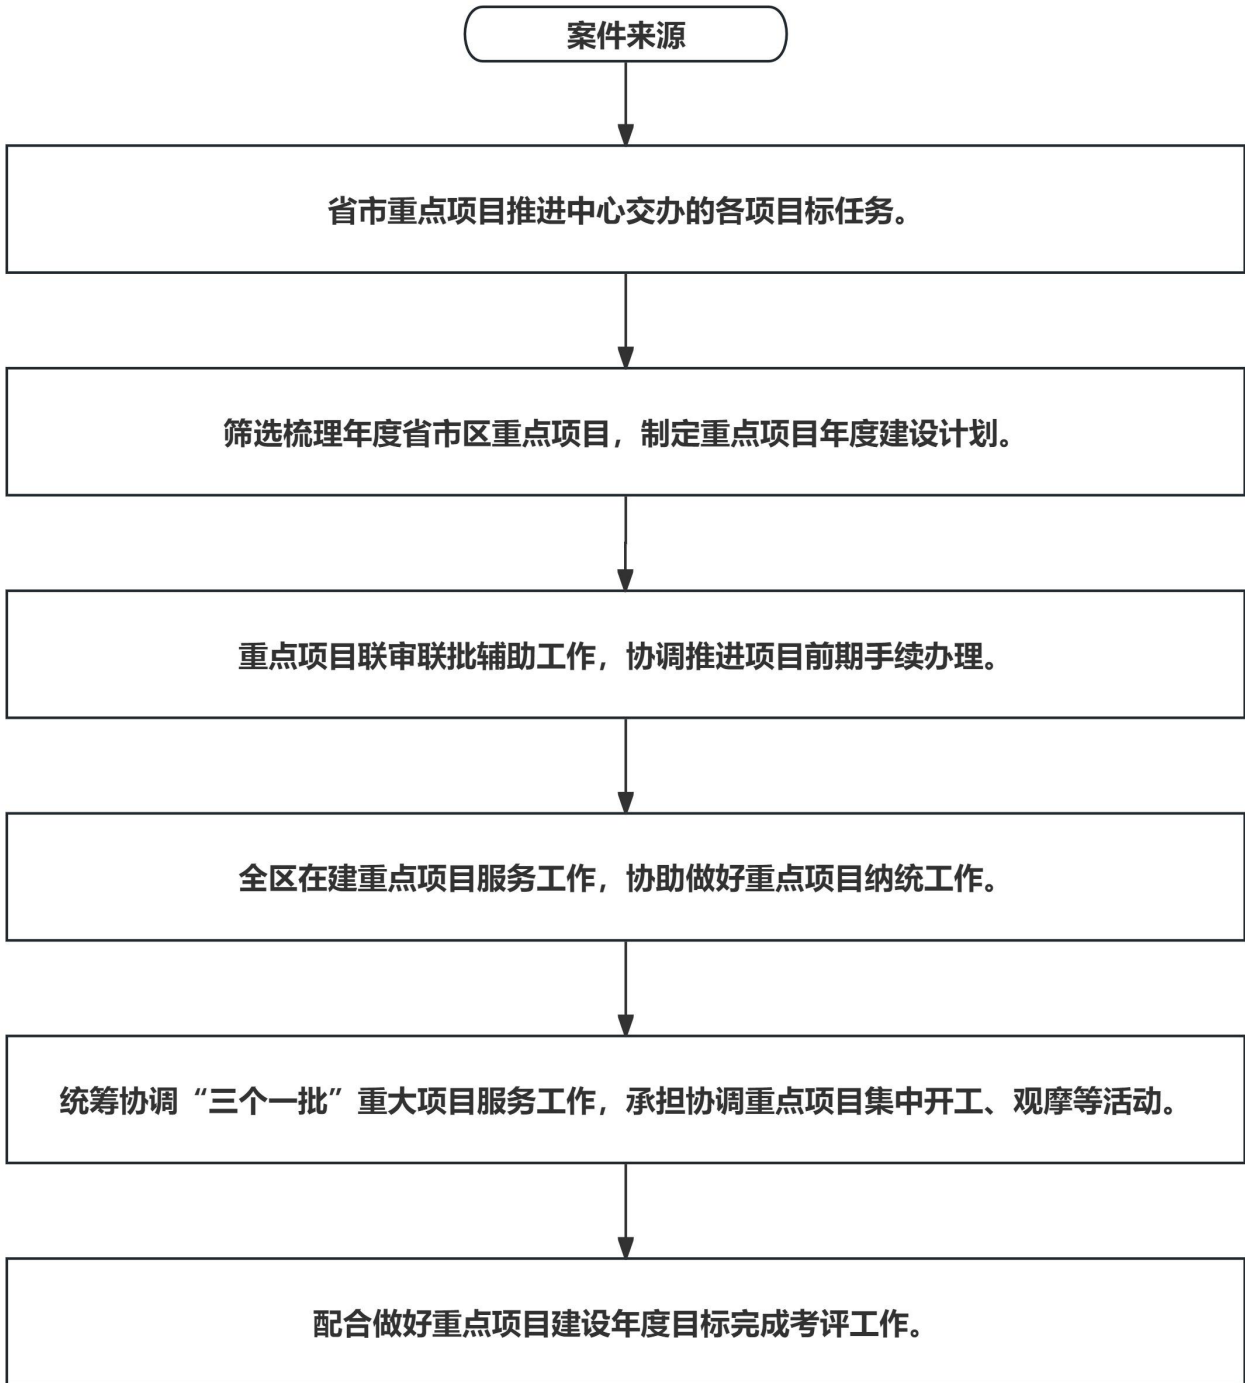 案件来源
省市重点项目推进中心交办的各项目标任务。
筛选梳理年度省市区重点项目，制定重点项目年度建设计划。
重点项目联审联批辅助工作，协调推进项目前期手续办理。
全区在建重点项目服务工作，协助做好重点项目纳统工作。
统筹协调“三个一批”重大项目服务工作，承担协调重点项目集中开工、观摩等活动。
配合做好重点项目建设年度目标完成考评工作。